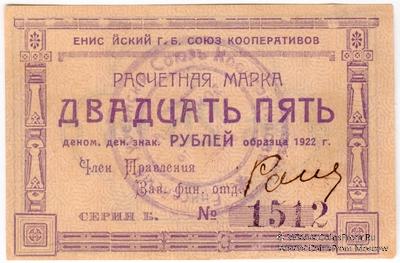 ЕНИС ЙСКИЙ Г. Б. СОЮЗ КООПЕРАТИВОВ
РАСЧЕТНАЯ МАРКА
ДВАДЦАТЬ ПЯТЬ
деном. ден. знак. РУБЛЕЙ образца 1922 г.
Член Правления
Зав. фин. отд.
СЕРИЯ Б. № 1512